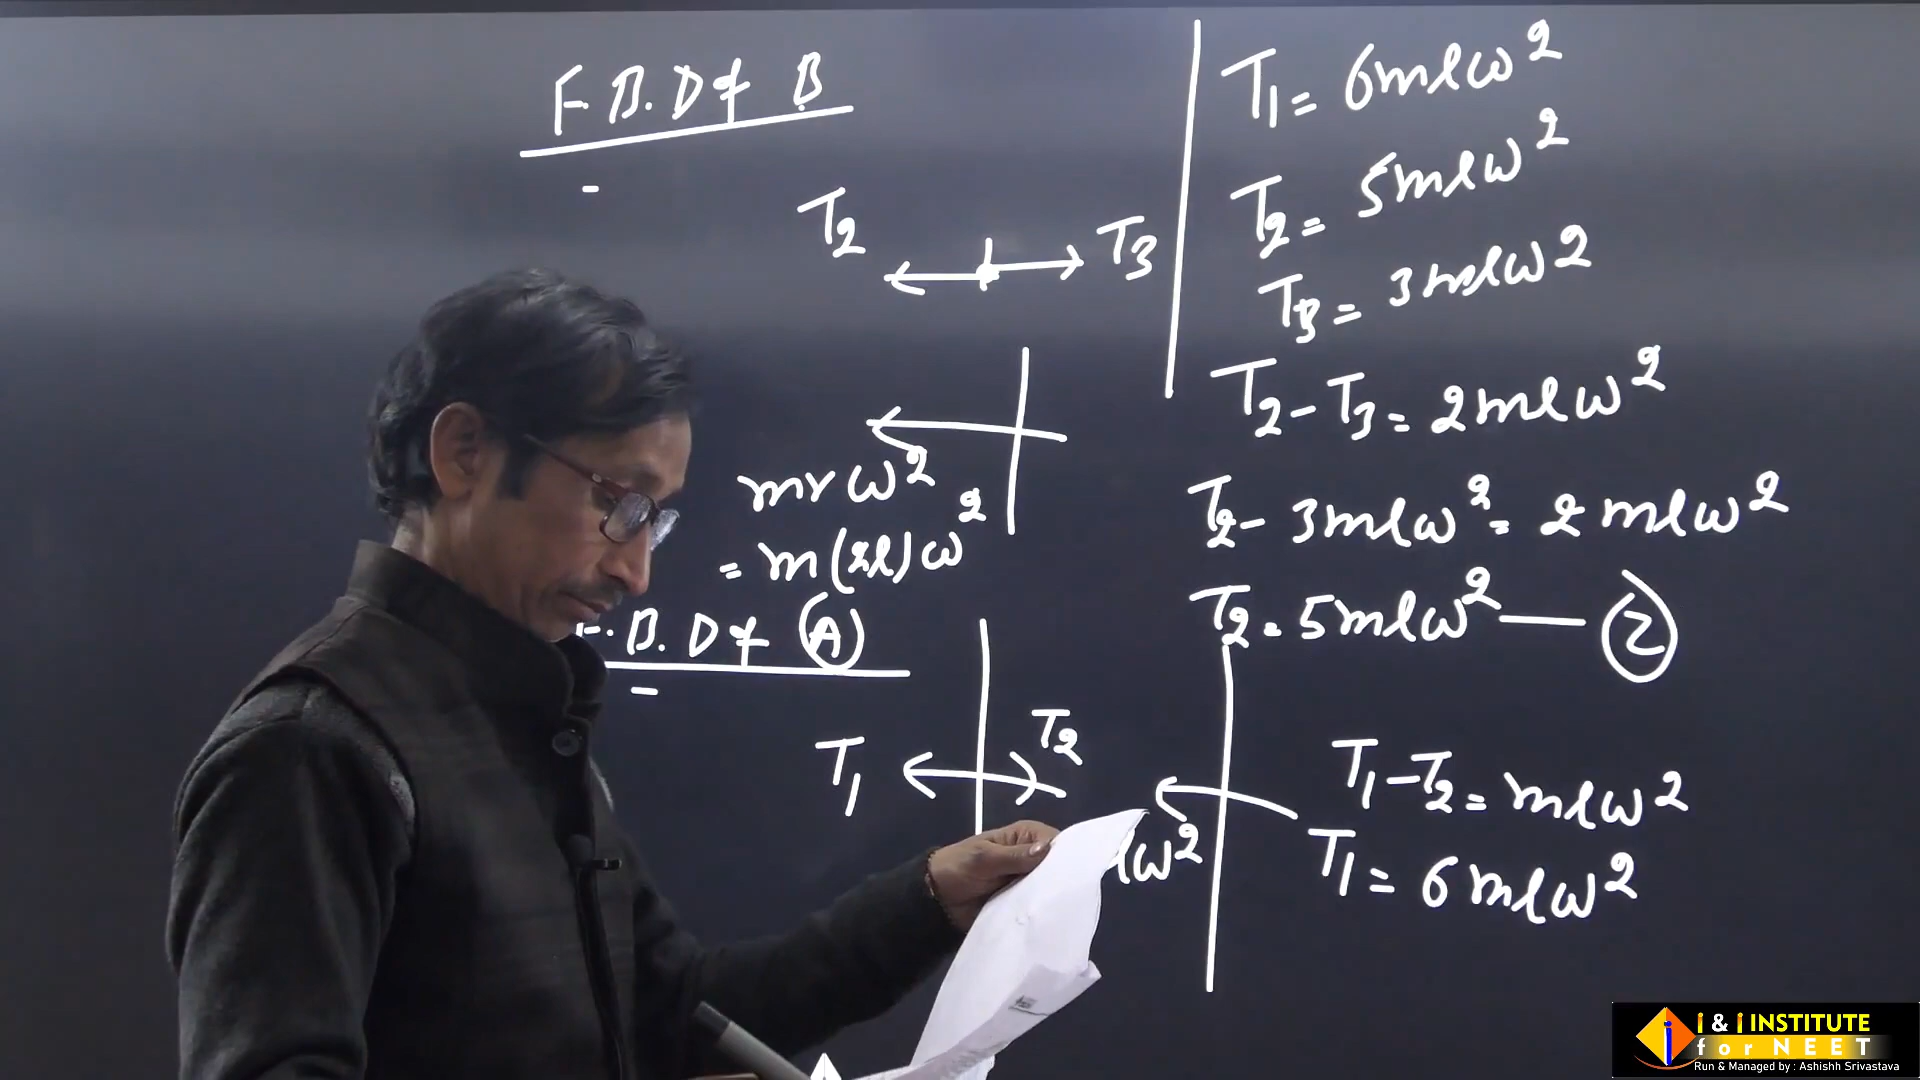 F.B.D of B
T2 T3
mrω²
= m(2l)ω²
F.B.D of A
T1 T2
lω²
T1 = 6mlω²
T2 = 5mlω²
T3 = 3mlω²
T2 - T3 = 2mlω²
T2 - 3mlω² = 2mlω²
T2 = 5mlω² — 2
T1 - T2 = mlω²
T1 = 6mlω²
i & i INSTITUTE
for NEET
Run & Managed by : Ashishh Srivastava